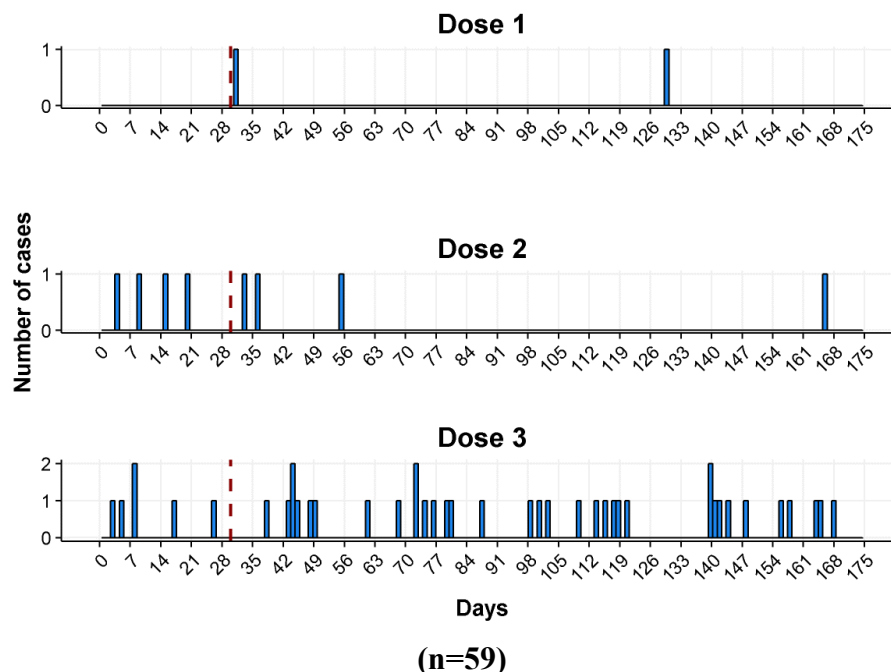 Dose 1
1
0
0 7 14 21 28 35 42 49 56 63 70 77 84 91 98 105 112 119 126 133 140 147 154 161 168 175
Dose 2
1
0
0 7 14 21 28 35 42 49 56 63 70 77 84 91 98 105 112 119 126 133 140 147 154 161 168 175
Number of cases
Dose 3
2
1
0
0 7 14 21 28 35 42 49 56 63 70 77 84 91 98 105 112 119 126 133 140 147 154 161 168 175
Days
(n=59)